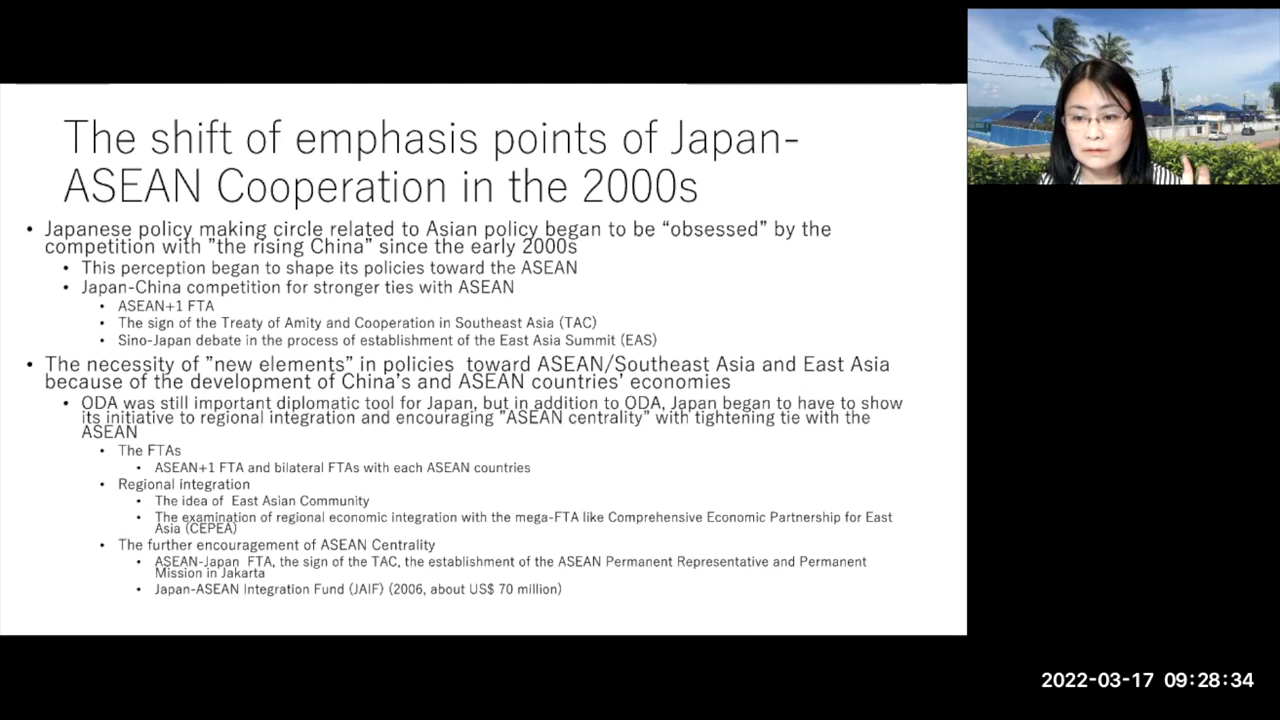 The shift of emphasis points of Japan-
ASEAN Cooperation in the 2000s
• Japanese policy making circle related to Asian policy began to be “obsessed” by the
competition with ”the rising China” since the early 2000s
• This perception began to shape its policies toward the ASEAN
• Japan-China competition for stronger ties with ASEAN
• ASEAN+1 FTA
• The sign of the Treaty of Amity and Cooperation in Southeast Asia (TAC)
• Sino-Japan debate in the process of establishment of the East Asia Summit (EAS)
• The necessity of ”new elements” in policies toward ASEAN/Southeast Asia and East Asia
because of the development of China’s and ASEAN countries’ economies
• ODA was still important diplomatic tool for Japan, but in addition to ODA, Japan began to have to show
its initiative to regional integration and encouraging ”ASEAN centrality” with tightening tie with the
ASEAN
• The FTAs
• ASEAN+1 FTA and bilateral FTAs with each ASEAN countries
• Regional integration
• The idea of East Asian Community
• The examination of regional economic integration with the mega-FTA like Comprehensive Economic Partnership for East
Asia (CEPEA)
• The further encouragement of ASEAN Centrality
• ASEAN-Japan FTA, the sign of the TAC, the establishment of the ASEAN Permanent Representative and Permanent
Mission in Jakarta
• Japan-ASEAN Integration Fund (JAIF) (2006, about US$ 70 million)
2022-03-17 09:28:34